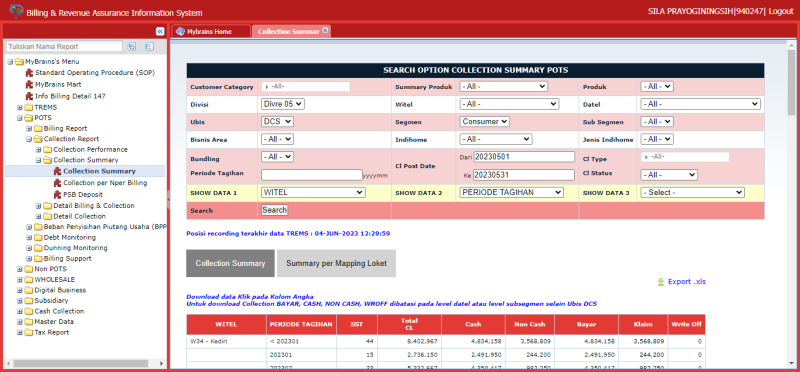 Billing & Revenue Assurance Information System
SILA PRAYOGININGSIH|940247| Logout
Tuliskan Nama Report
MyBrains's Menu
Standard Operating Procedure (SOP)
MyBrains Mart
Info Billing Detail 147
TREMS
POTS
Billing Report
Collection Report
Collection Performance
Collection Summary
Collection Summary
Collection per Nper Billing
PSB Deposit
Detail Billing & Collection
Detail Collection
Beban Penyisihan Piutang Usaha (BPP
Debt Monitoring
Dunning Monitoring
Billing Support
Non POTS
WHOLESALE
Digital Business
Subsidiary
Cash Collection
Master Data
Tax Report
MyBrains Home
Collection Summar
SEARCH OPTION COLLECTION SUMMARY POTS
Customer Category -All- Summary Produk - All - Produk - All -
Divisi Divre 05 Witel - All - Datel - All -
Ubis DCS Segmen Consumer Sub Segmen - All -
Bisnis Area - All - Indihome - All - Jenis Indihome - All -
Bundling - All - Cl Post Date Dari 20230501 Cl Type -All-
Periode Tagihan yyyymm Ke 20230531 Cl Status - All -
SHOW DATA 1 WITEL SHOW DATA 2 PERIODE TAGIHAN SHOW DATA 3 - Select -
Search Search
Posisi recording terakhir data TREMS : 04-JUN-2023 12:29:59
Collection Summary Summary per Mapping Loket
Export .xls
Download data Klik pada Kolom Angka
Untuk download Collection BAYAR, CASH, NON CASH, WROFF dibatasi pada level datel atau level subsegmen selain Ubis DCS
WITEL PERIODE TAGIHAN SST Total CL Cash Non Cash Bayar Klaim Write Off
W34 - Kediri < 202301 44 8,402,967 4,834,158 3,568,809 4,834,158 3,568,809 0
202301 15 2,736,150 2,491,950 244,200 2,491,950 244,200 0